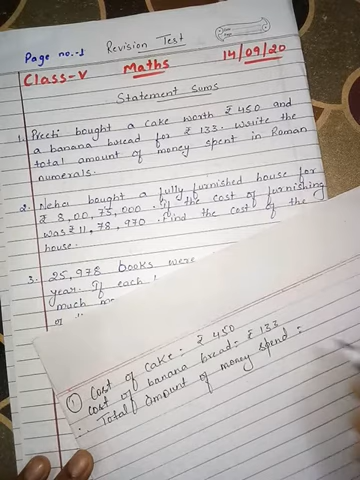 Page no.-1 Revision Test
Class-V Maths 14/09/20
Statement Sums
1. Preeti bought a cake worth ₹ 450 and
a banana bread for ₹ 133. Write the
total amount of money spent in Roman
numerals.
2. Neha bought a fully furnished house for
₹ 8,00,75,000. If the cost of furnishing
was ₹ 11,78,970. Find the cost of the
house.
3. 25,978 books were
year. If each
much
① Cost of cake = ₹ 450
Cost of banana bread = ₹ 133
∴ Total amount of money spend =